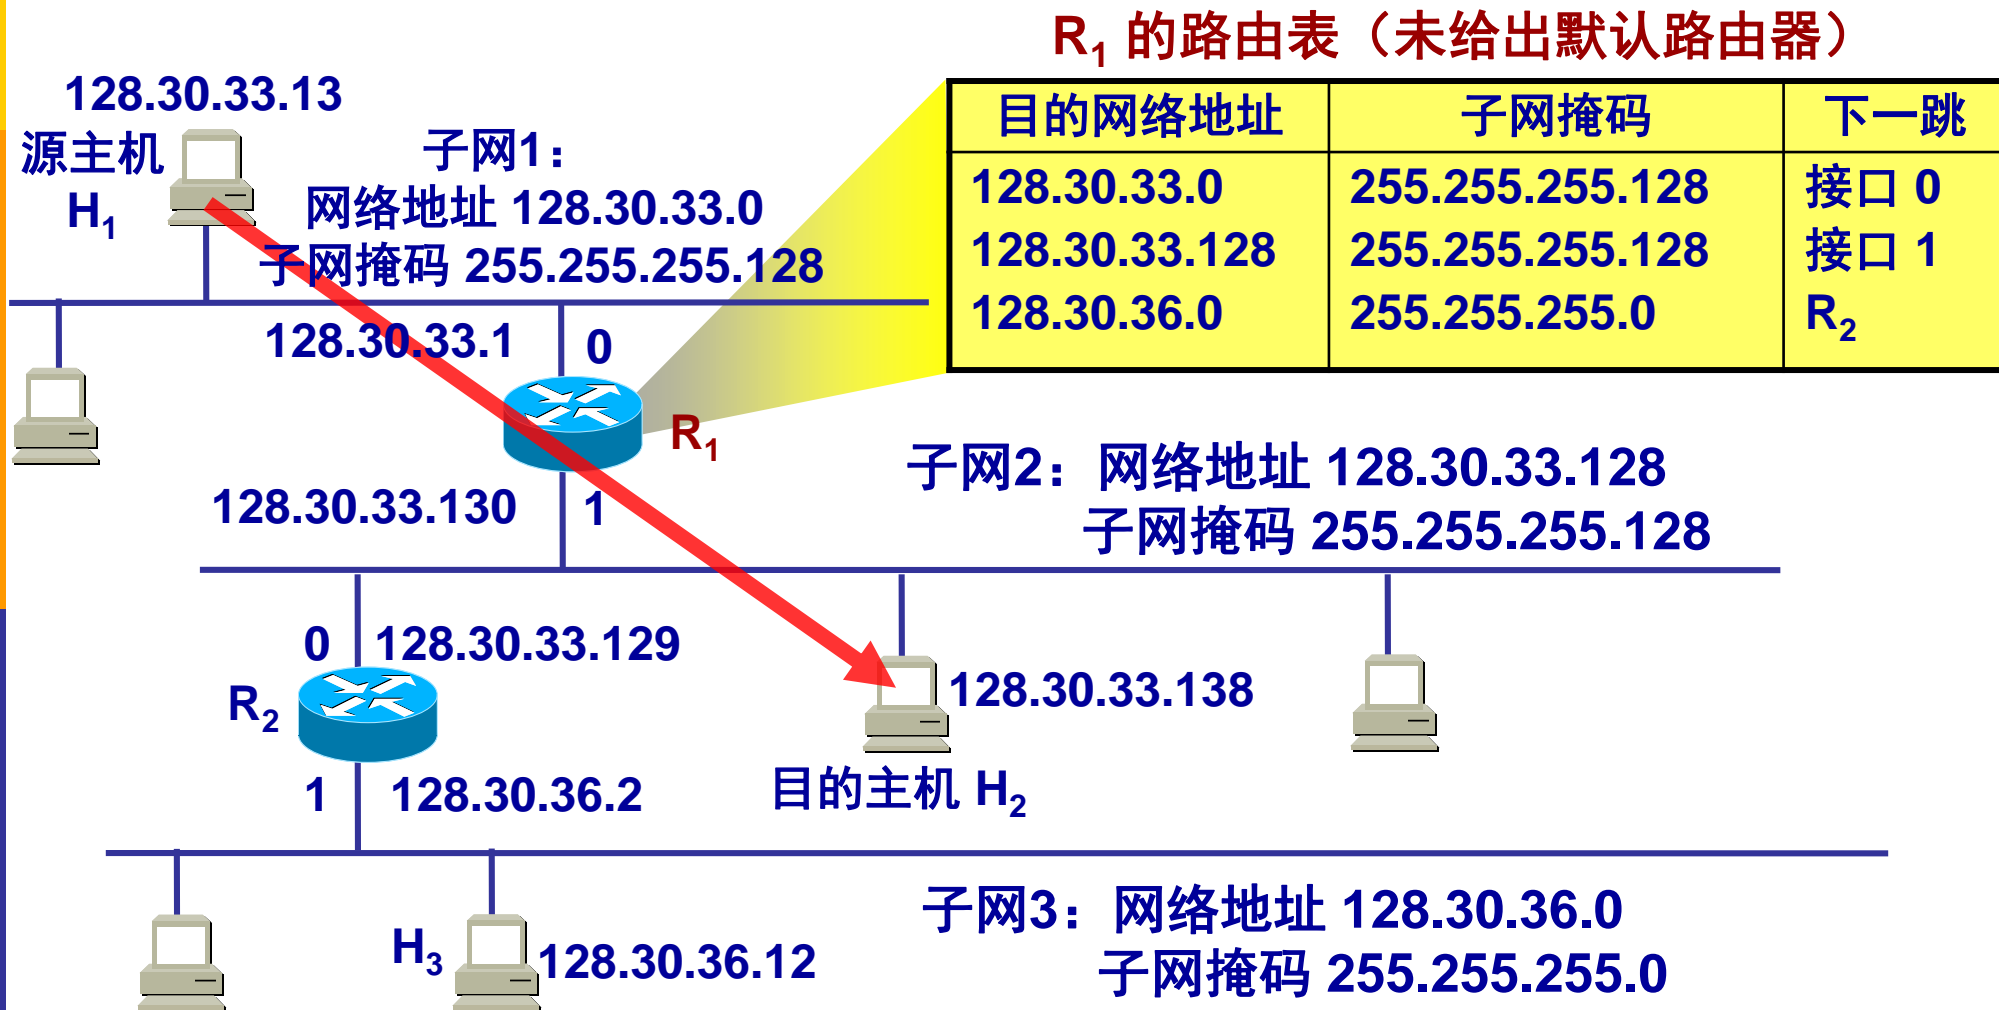 R1 的路由表（未给出默认路由器）
目的网络地址 子网掩码 下一跳
128.30.33.0 255.255.255.128 接口 0
128.30.33.128 255.255.255.128 接口 1
128.30.36.0 255.255.255.0 R2
128.30.33.13
源主机
H1
子网1：
网络地址 128.30.33.0
子网掩码 255.255.255.128
128.30.33.1
0
R1
128.30.33.130
1
子网2：网络地址 128.30.33.128
子网掩码 255.255.255.128
0
128.30.33.129
R2
1
128.30.36.2
128.30.33.138
目的主机 H2
H3
128.30.36.12
子网3：网络地址 128.30.36.0
子网掩码 255.255.255.0